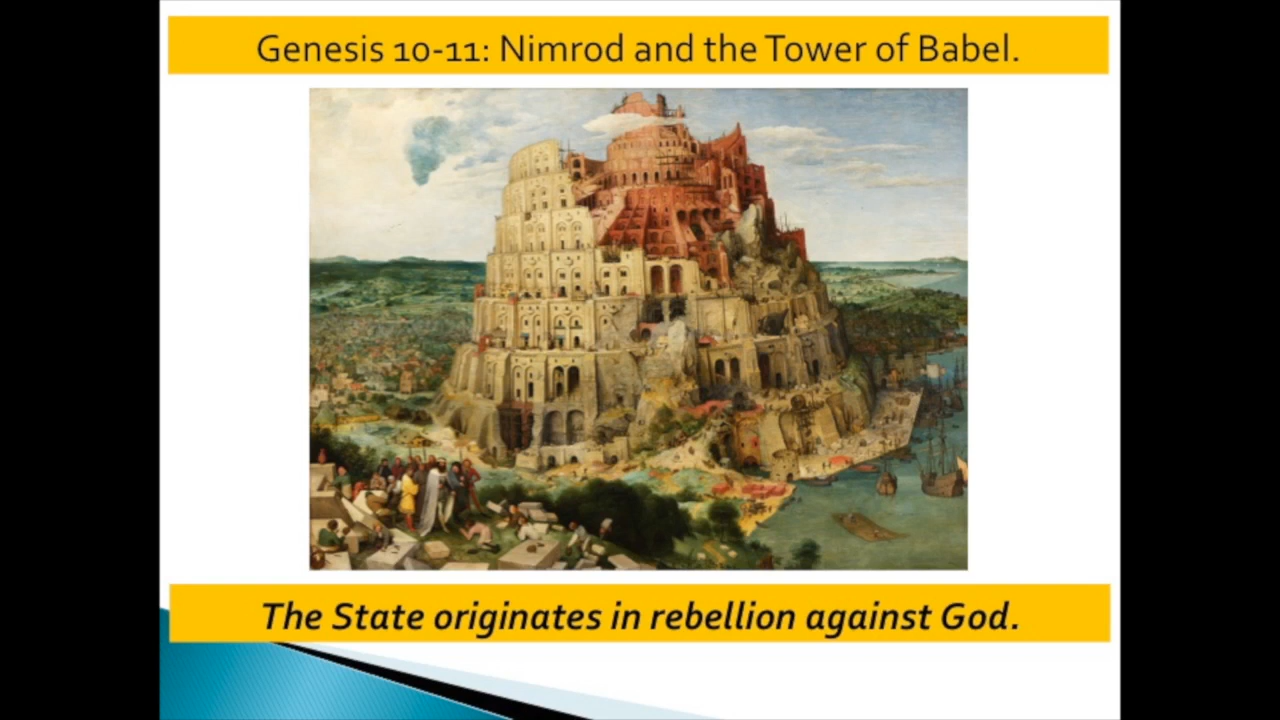 Genesis 10-11: Nimrod and the Tower of Babel.
The State originates in rebellion against God.